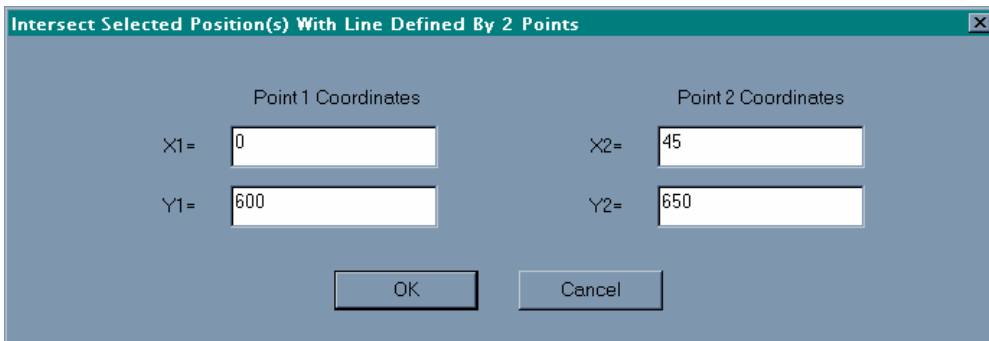 Intersect Selected Position(s) With Line Defined By 2 Points
Point 1 Coordinates Point 2 Coordinates
X1= 0 X2= 45
Y1= 600 Y2= 650
OK Cancel